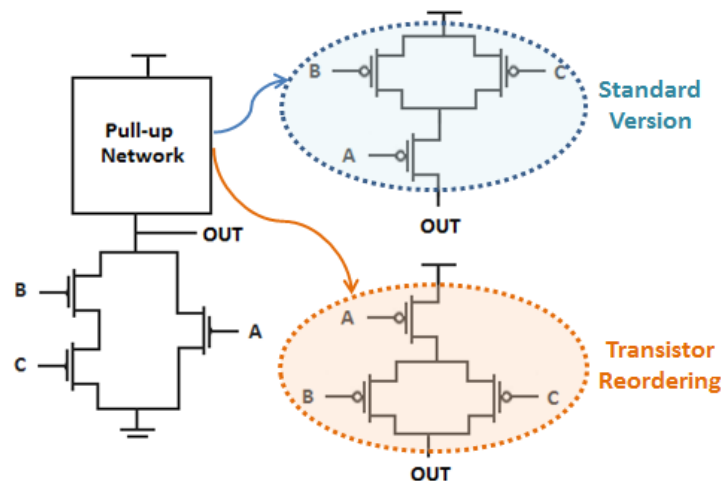 B
C
Standard
Version
Pull-up
Network
A
OUT
OUT
A
B
A
C
Transistor
Reordering
B
C
OUT